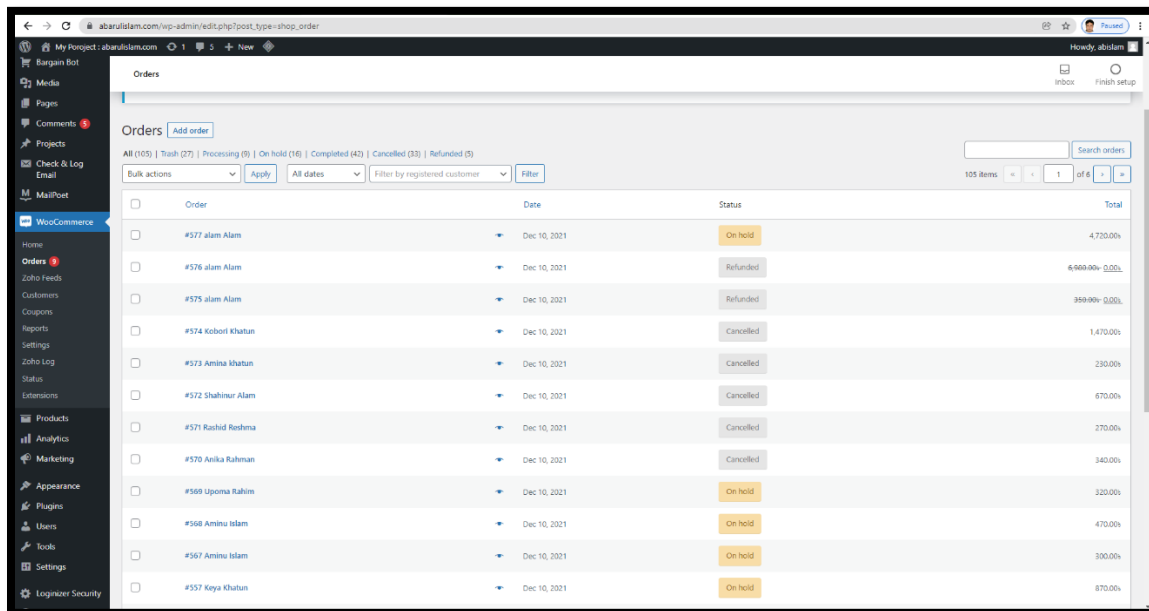 abarulislam.com/wp-admin/edit.php?post_type=shop_order
Paused
My Poroject : abarulislam.com 1 5 + New
Howdy, abislam
Bargain Bot
Media
Pages
Comments 5
Projects
Check & Log Email
MailPoet
WooCommerce
Home
Orders 9
Zoho Feeds
Customers
Coupons
Reports
Settings
Zoho Log
Status
Extensions
Products
Analytics
Marketing
Appearance
Plugins
Users
Tools
Settings
Loginizer Security
Orders
Inbox
Finish setup
Orders Add order
All (105) | Trash (27) | Processing (9) | On hold (16) | Completed (42) | Cancelled (33) | Refunded (5)
Search orders
Bulk actions Apply All dates Filter by registered customer Filter
105 items « ‹ 1 of 6 › »
Order Date Status Total
#577 alam Alam Dec 10, 2021 On hold 4,720.00৳
#576 alam Alam Dec 10, 2021 Refunded 6,980.00৳ 0.00৳
#575 alam Alam Dec 10, 2021 Refunded 350.00৳ 0.00৳
#574 Kobori Khatun Dec 10, 2021 Cancelled 1,470.00৳
#573 Amina khatun Dec 10, 2021 Cancelled 230.00৳
#572 Shahinur Alam Dec 10, 2021 Cancelled 670.00৳
#571 Rashid Reshma Dec 10, 2021 Cancelled 270.00৳
#570 Anika Rahman Dec 10, 2021 Cancelled 340.00৳
#569 Upoma Rahim Dec 10, 2021 On hold 320.00৳
#568 Aminu Islam Dec 10, 2021 On hold 470.00৳
#567 Aminu Islam Dec 10, 2021 On hold 300.00৳
#557 Keya Khatun Dec 10, 2021 On hold 870.00৳